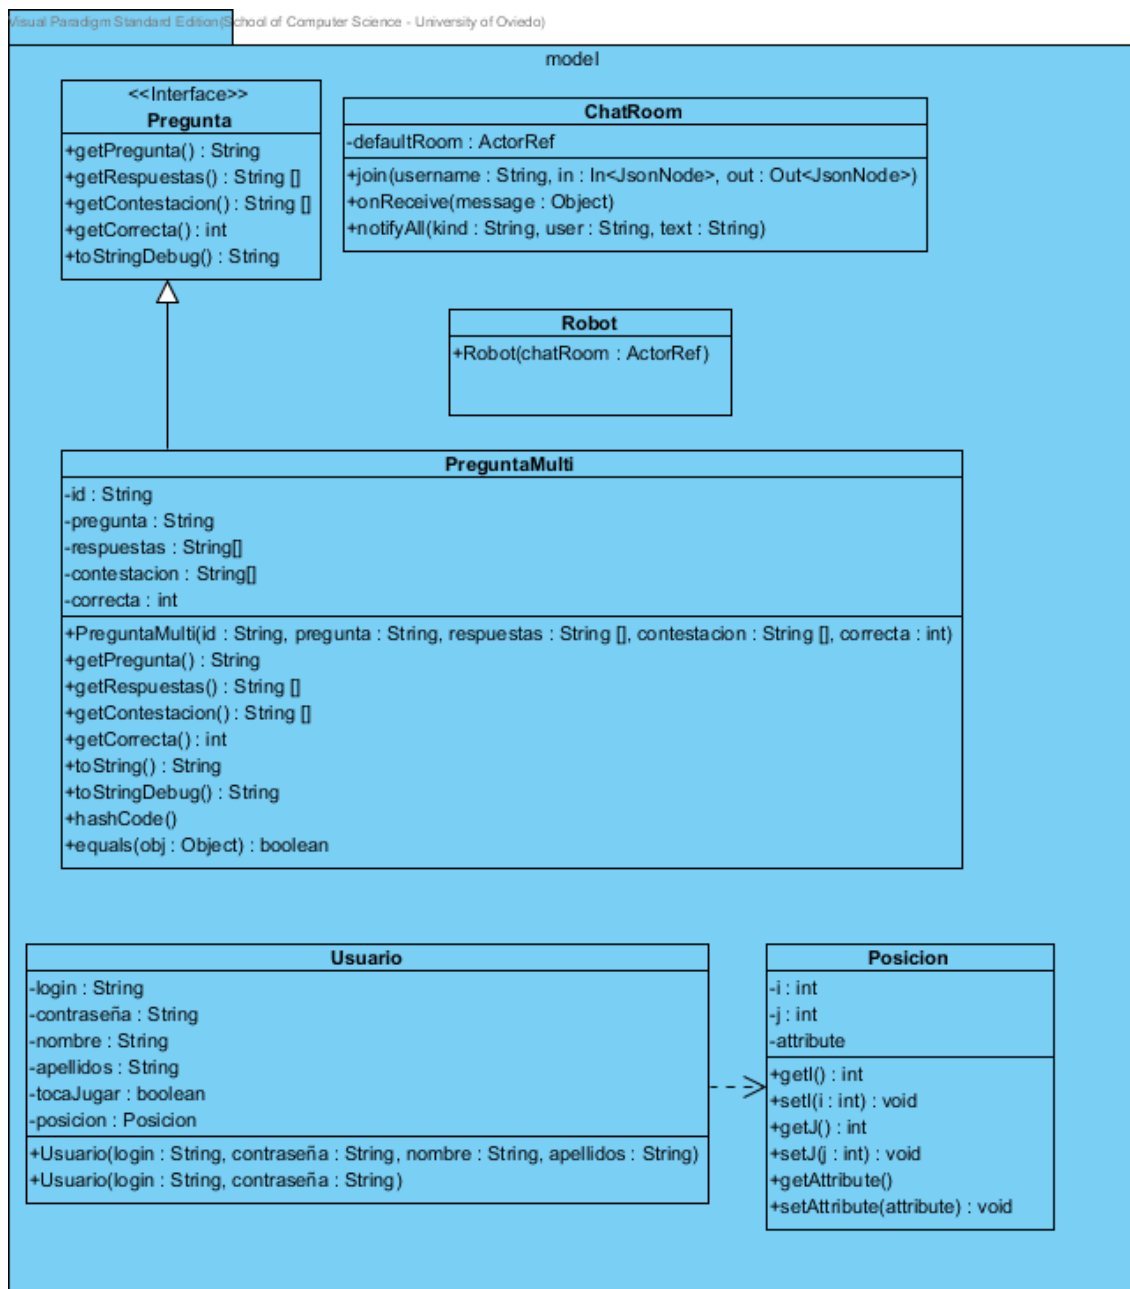 Visual Paradigm Standard Edition(School of Computer Science - University of Oviedo)
model
<<Interface>>
Pregunta
+getPregunta() : String
+getRespuestas() : String []
+getContestacion() : String []
+getCorrecta() : int
+toStringDebug() : String
ChatRoom
-defaultRoom : ActorRef
+join(username : String, in : In<JsonNode>, out : Out<JsonNode>)
+onReceive(message : Object)
+notifyAll(kind : String, user : String, text : String)
Robot
+Robot(chatRoom : ActorRef)
PreguntaMulti
-id : String
-pregunta : String
-respuestas : String[]
-contestacion : String[]
-correcta : int
+PreguntaMulti(id : String, pregunta : String, respuestas : String [], contestacion : String [], correcta : int)
+getPregunta() : String
+getRespuestas() : String []
+getContestacion() : String []
+getCorrecta() : int
+toString() : String
+toStringDebug() : String
+hashCode()
+equals(obj : Object) : boolean
Usuario
-login : String
-contraseña : String
-nombre : String
-apellidos : String
-tocaJugar : boolean
-posicion : Posicion
+Usuario(login : String, contraseña : String, nombre : String, apellidos : String)
+Usuario(login : String, contraseña : String)
Posicion
-i : int
-j : int
-attribute
+getI() : int
+setI(i : int) : void
+getJ() : int
+setJ(j : int) : void
+getAttribute()
+setAttribute(attribute) : void